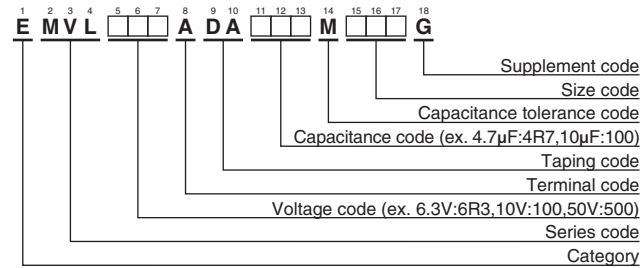 1 2 3 4 5 6 7 8 9 10 11 12 13 14 15 16 17 18
E MVL A DA M G
Supplement code
Size code
Capacitance tolerance code
Capacitance code (ex. 4.7μF:4R7,10μF:100)
Taping code
Terminal code
Voltage code (ex. 6.3V:6R3,10V:100,50V:500)
Series code
Category